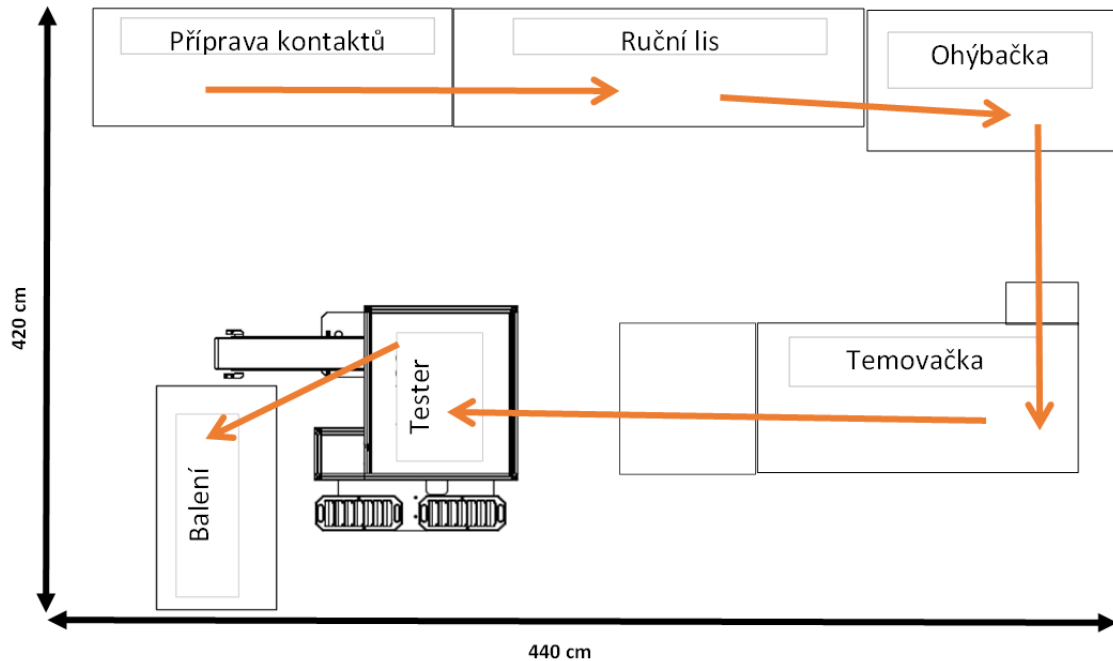 Příprava kontaktů
Ruční lis
Ohýbačka
Temovačka
Tester
Balení
420 cm
440 cm